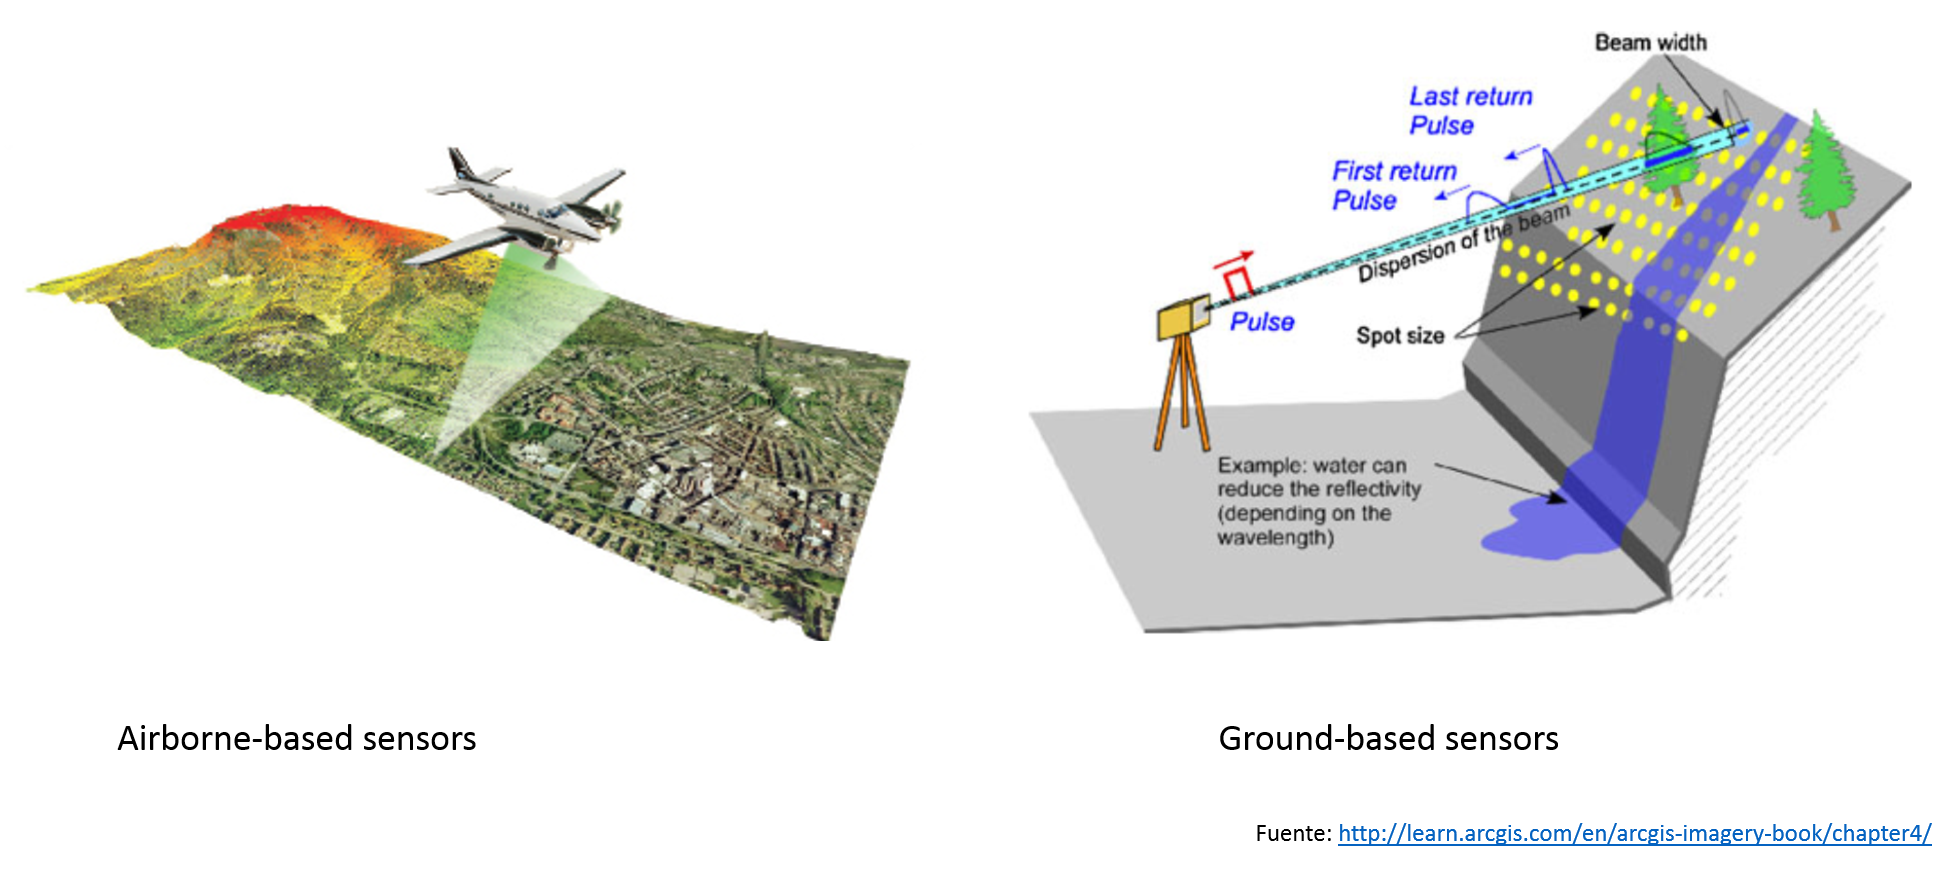 Beam width
Last return
Pulse
First return
Pulse
Dispersion of the beam
Pulse
Spot size
Example: water can
reduce the reflectivity
(depending on the
wavelength)
Airborne-based sensors
Ground-based sensors
Fuente: http://learn.arcgis.com/en/arcgis-imagery-book/chapter4/